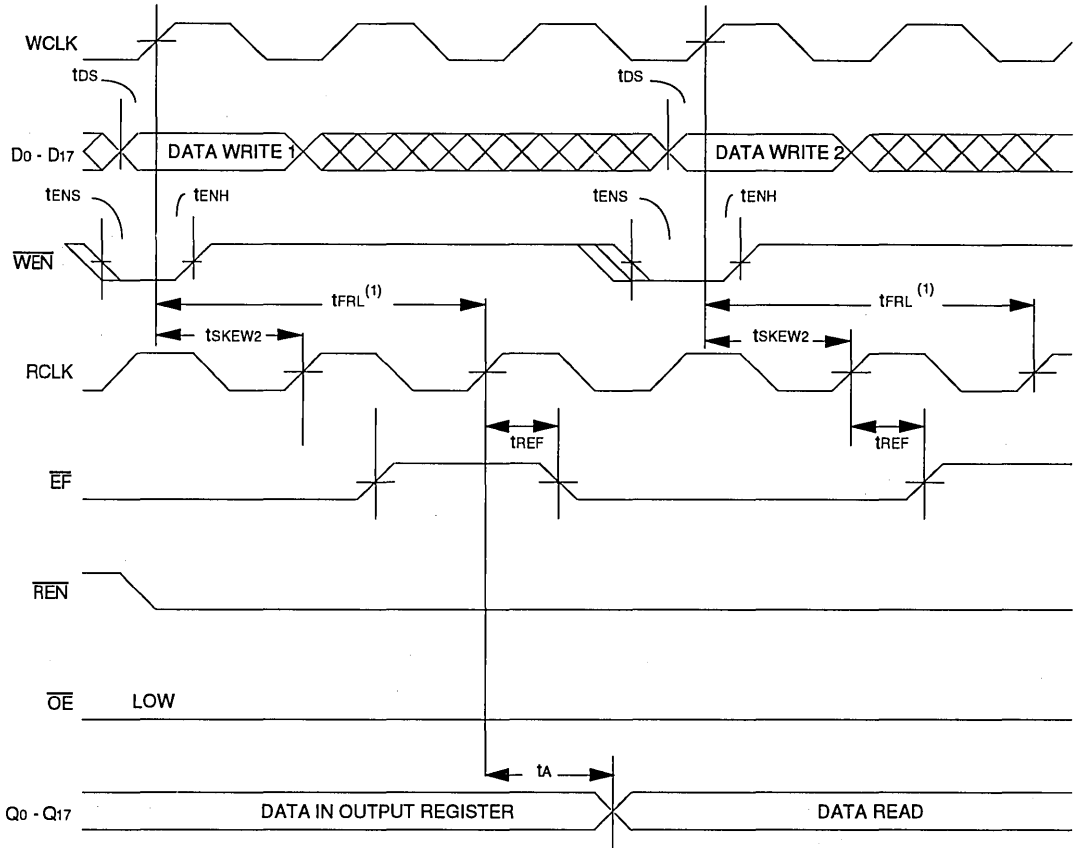 WCLK
tDS
tDS
D0 - D17
DATA WRITE 1
DATA WRITE 2
tENS
tENH
tENS
tENH
WEN
tFRL(1)
tFRL(1)
tSKEW2
tSKEW2
RCLK
tREF
tREF
EF
REN
OE
LOW
tA
Q0 - Q17
DATA IN OUTPUT REGISTER
DATA READ